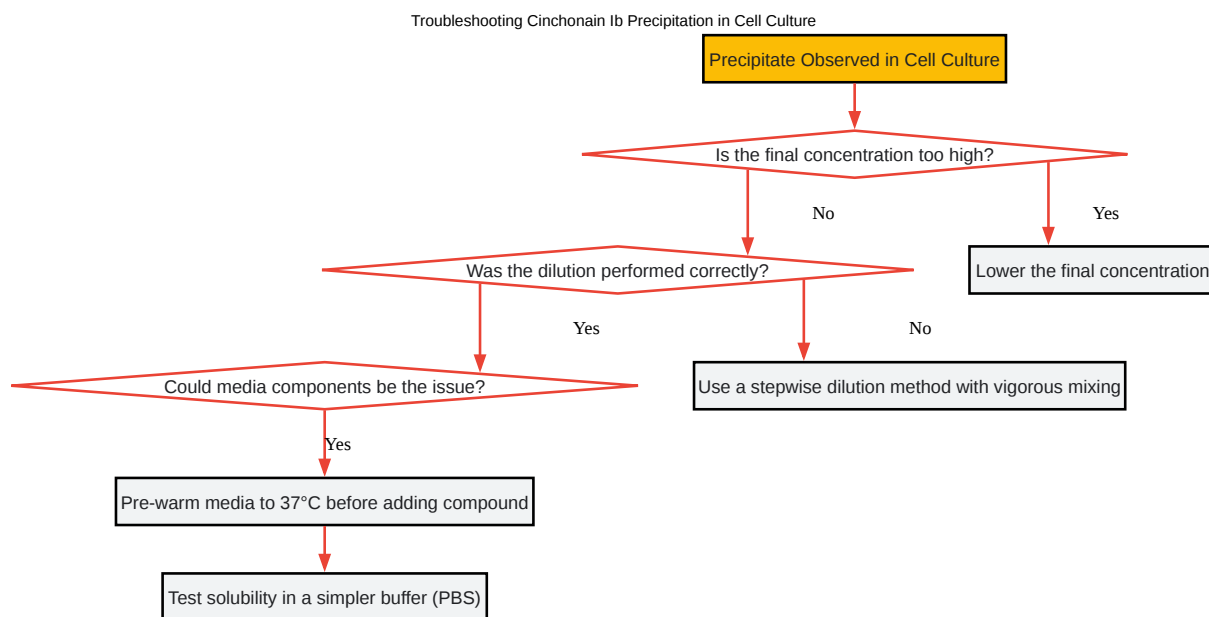 Troubleshooting Cinchonain Ib Precipitation in Cell Culture
Precipitate Observed in Cell Culture
Is the final concentration too high?
No
Yes
Was the dilution performed correctly?
Lower the final concentration
Yes
No
Could media components be the issue?
Use a stepwise dilution method with vigorous mixing
Yes
Pre-warm media to 37°C before adding compound
Test solubility in a simpler buffer (PBS)